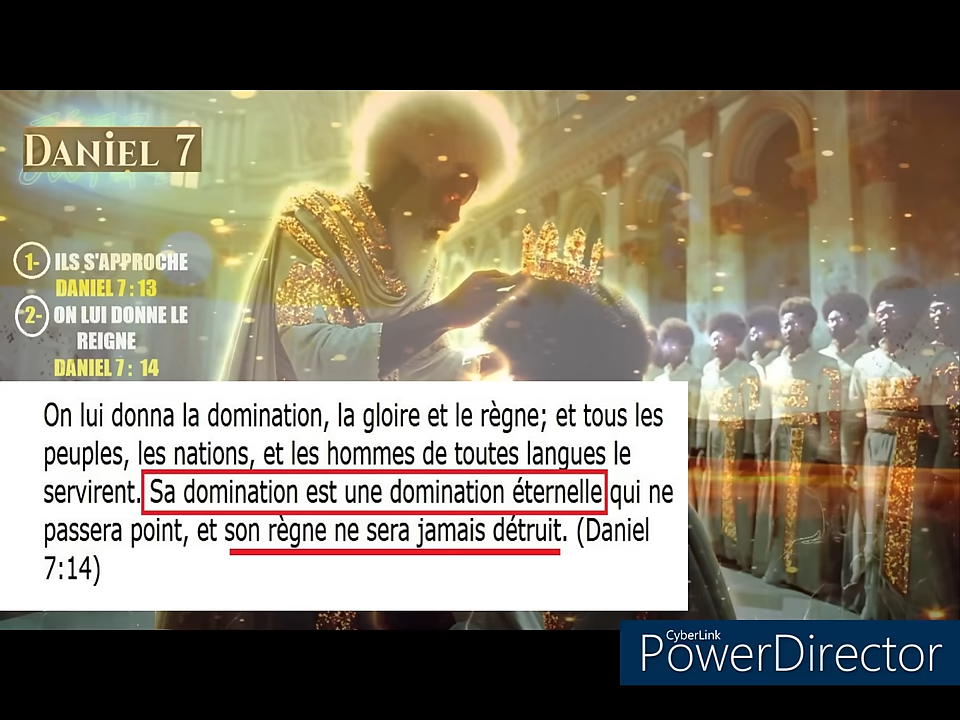 DANIEL 7
1- ILS S'APPROCHE
DANIEL 7 : 13
2- ON LUI DONNE LE
REIGNE
DANIEL 7 : 14
On lui donna la domination, la gloire et le règne; et tous les
peuples, les nations, et les hommes de toutes langues le
servirent. Sa domination est une domination éternelle qui ne
passera point, et son règne ne sera jamais détruit. (Daniel
7:14)
CyberLink
PowerDirector